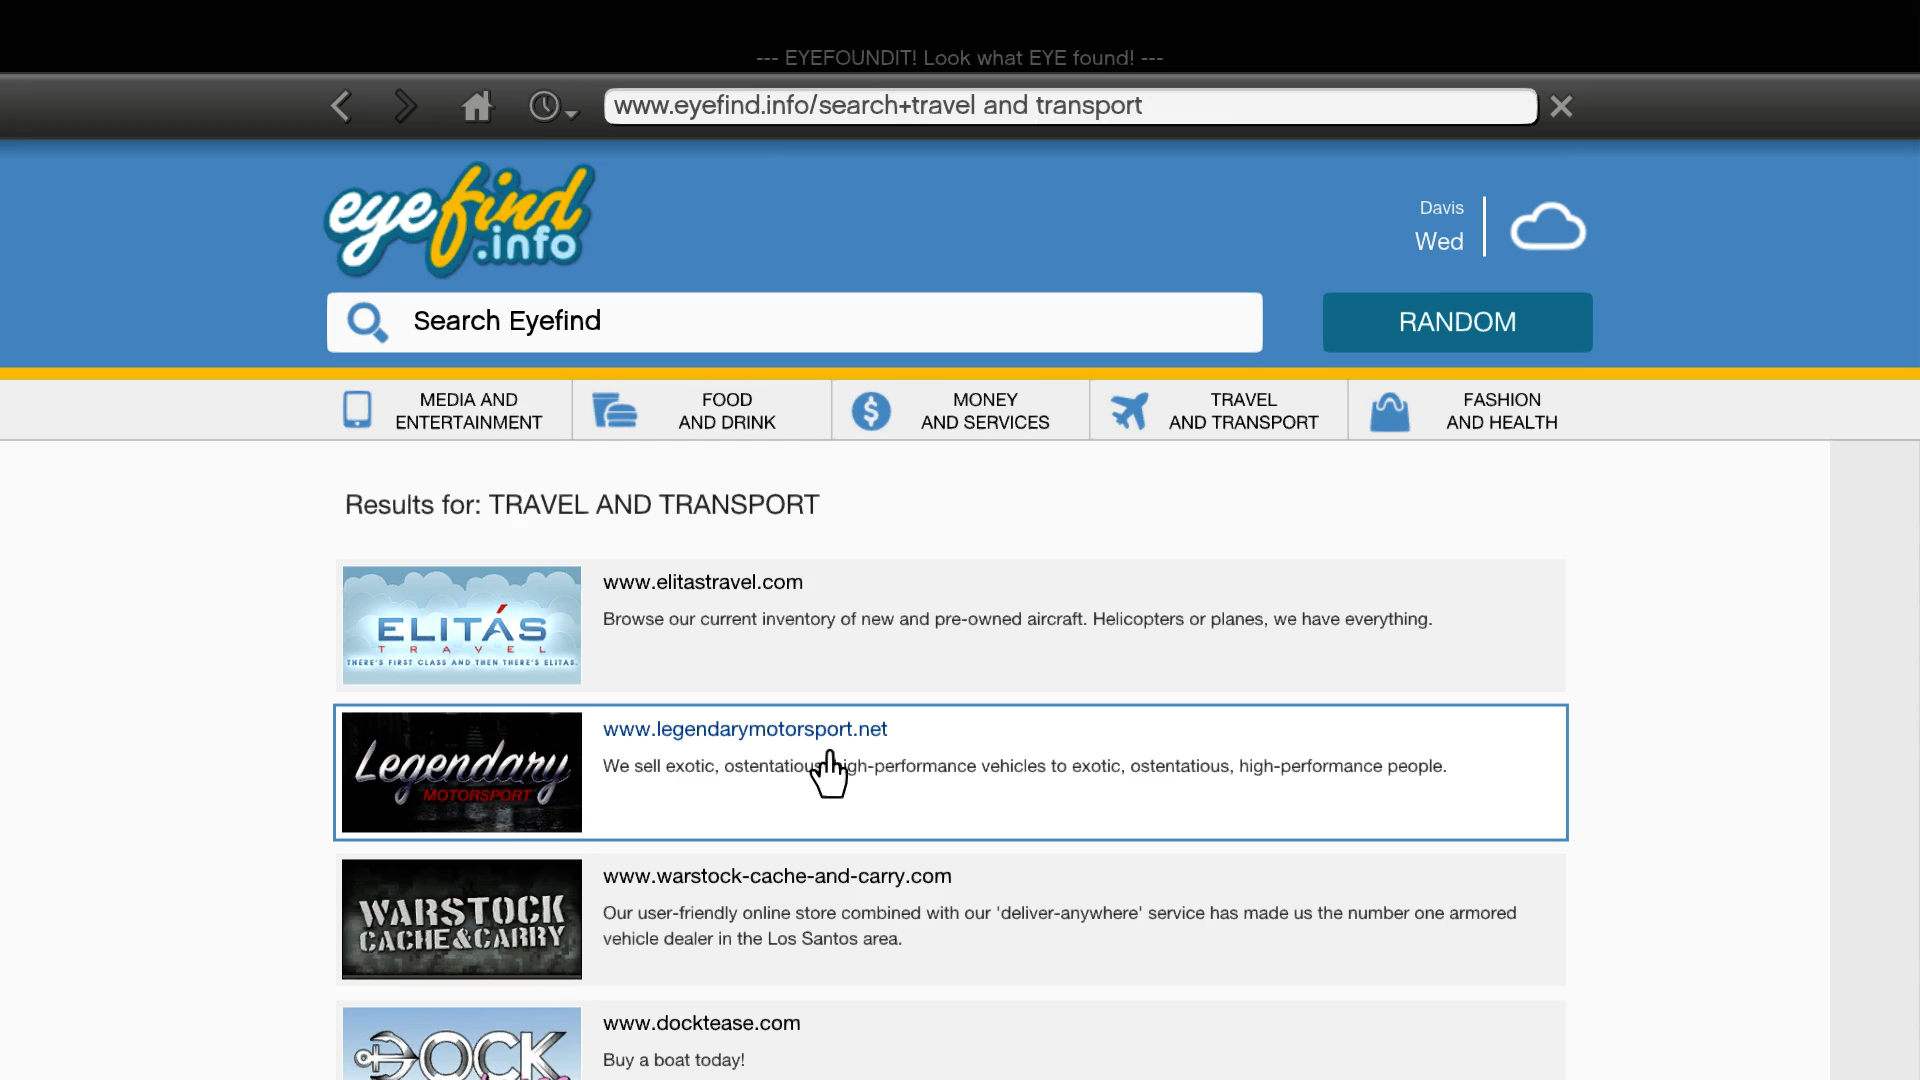 --- EYEFOUNDIT! Look what EYE found! ---
www.eyefind.info/search+travel and transport
eyefind
.info
Davis
Wed
Search Eyefind
RANDOM
MEDIA AND
ENTERTAINMENT
FOOD
AND DRINK
MONEY
AND SERVICES
TRAVEL
AND TRANSPORT
FASHION
AND HEALTH
Results for: TRAVEL AND TRANSPORT
ELITÁS
TRAVEL
THERE'S FIRST CLASS AND THEN THERE'S ELITAS.
www.elitastravel.com
Browse our current inventory of new and pre-owned aircraft. Helicopters or planes, we have everything.
Legendary
MOTORSPORT
www.legendarymotorsport.net
We sell exotic, ostentatious, high-performance vehicles to exotic, ostentatious, high-performance people.
WARSTOCK
CACHE&CARRY
www.warstock-cache-and-carry.com
Our user-friendly online store combined with our 'deliver-anywhere' service has made us the number one armored
vehicle dealer in the Los Santos area.
DOCK
www.docktease.com
Buy a boat today!